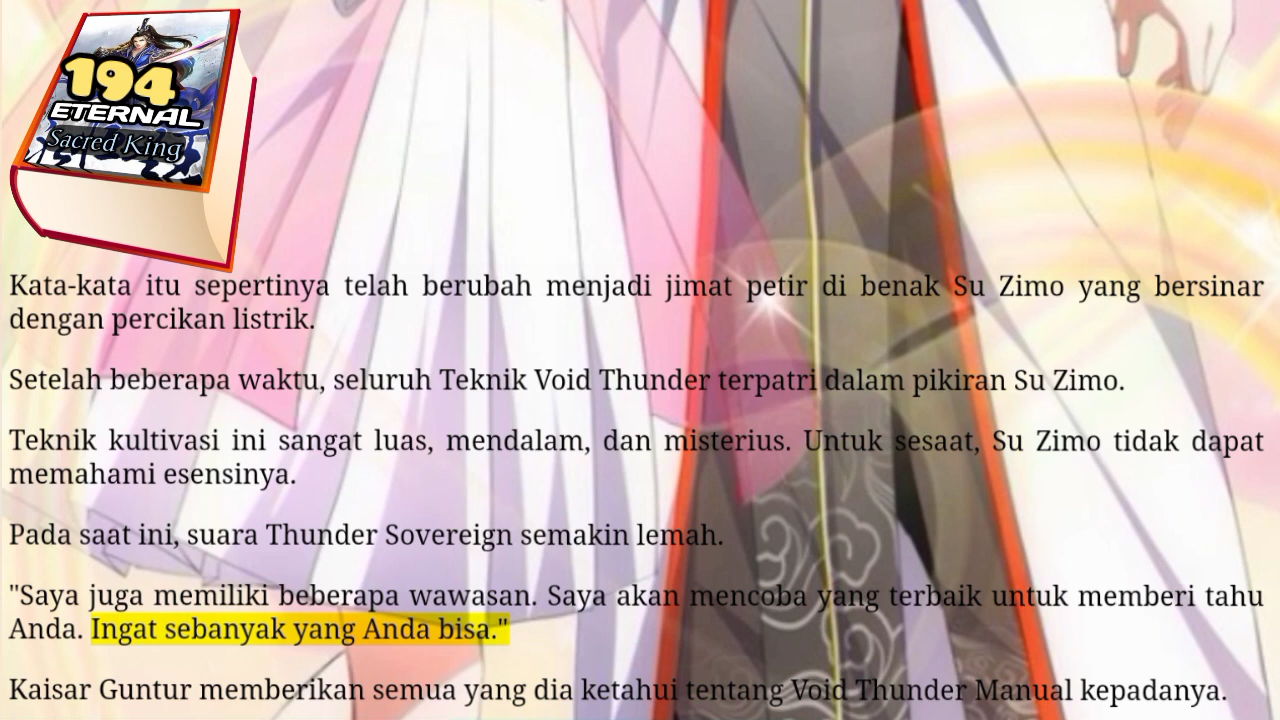 194
ETERNAL
Sacred King
Kata-kata itu sepertinya telah berubah menjadi jimat petir di benak Su Zimo yang bersinar
dengan percikan listrik.
Setelah beberapa waktu, seluruh Teknik Void Thunder terpatri dalam pikiran Su Zimo.
Teknik kultivasi ini sangat luas, mendalam, dan misterius. Untuk sesaat, Su Zimo tidak dapat
memahami esensinya.
Pada saat ini, suara Thunder Sovereign semakin lemah.
"Saya juga memiliki beberapa wawasan. Saya akan mencoba yang terbaik untuk memberi tahu
Anda. Ingat sebanyak yang Anda bisa."
Kaisar Guntur memberikan semua yang dia ketahui tentang Void Thunder Manual kepadanya.